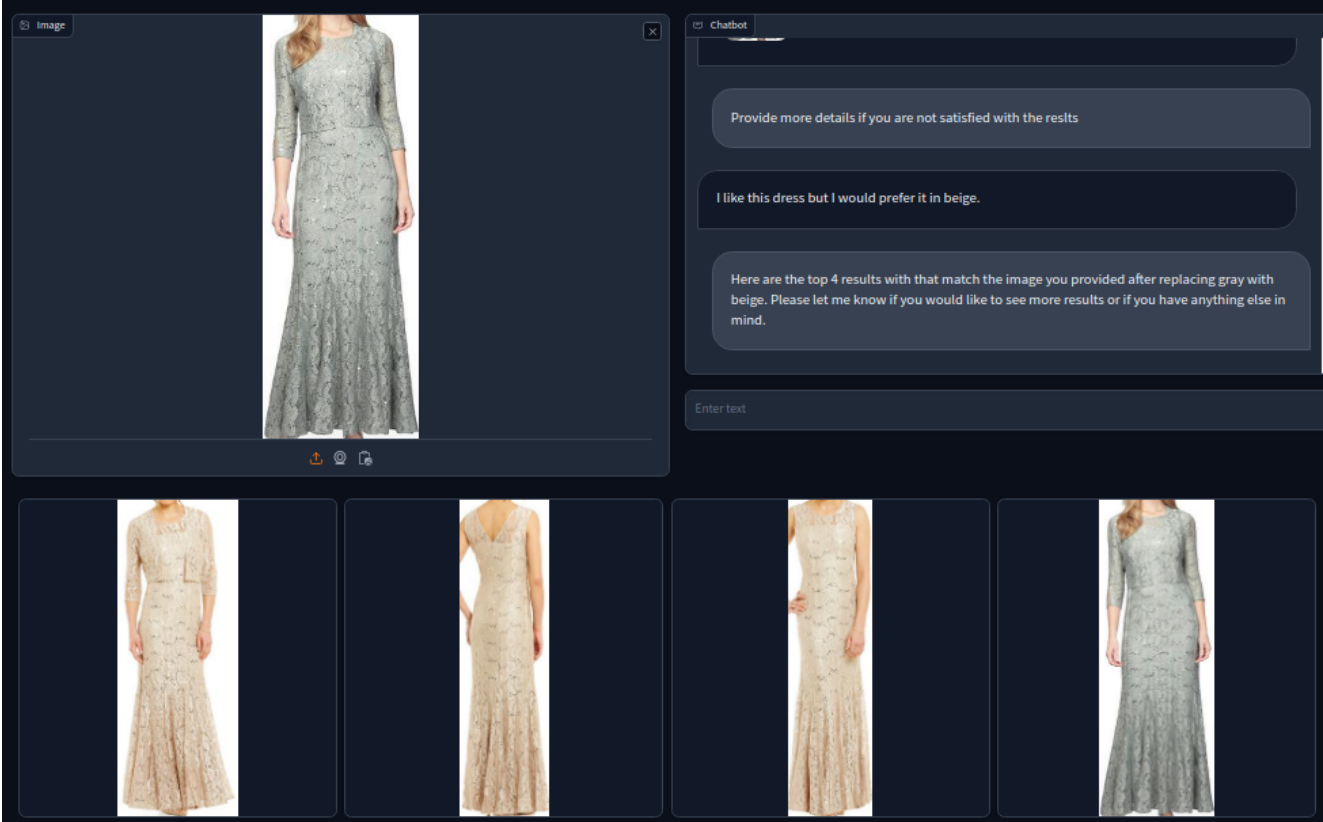 Image
Chatbot
Provide more details if you are not satisfied with the reslts
I like this dress but I would prefer it in beige.
Here are the top 4 results with that match the image you provided after replacing gray with
beige. Please let me know if you would like to see more results or if you have anything else in
mind.
Enter text